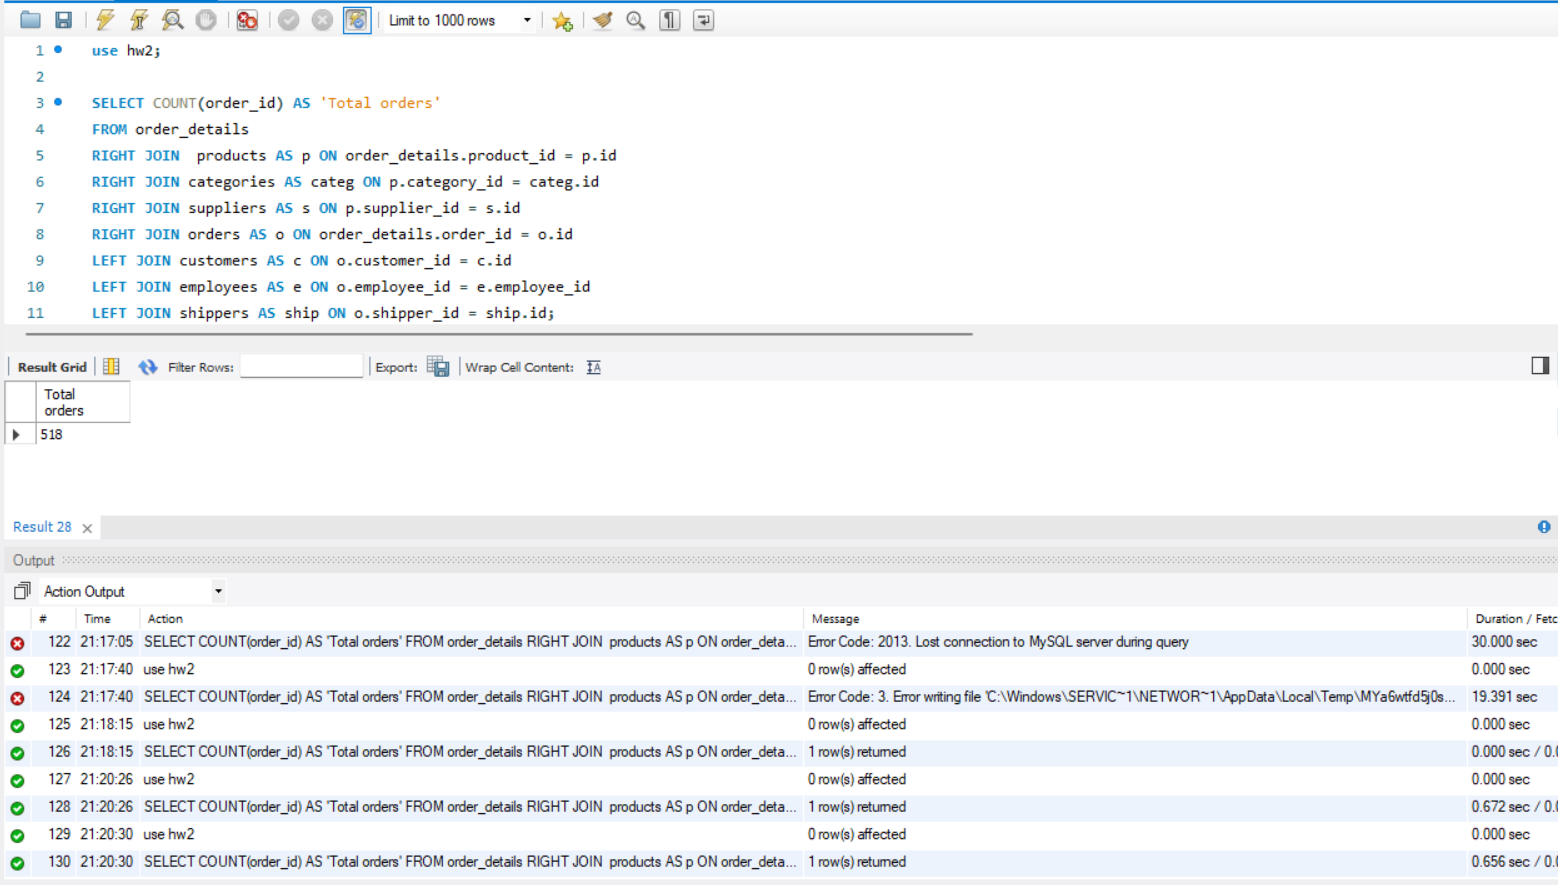 Limit to 1000 rows
1 use hw2;
2
3 SELECT COUNT(order_id) AS 'Total orders'
4 FROM order_details
5 RIGHT JOIN  products AS p ON order_details.product_id = p.id
6 RIGHT JOIN categories AS categ ON p.category_id = categ.id
7 RIGHT JOIN suppliers AS s ON p.supplier_id = s.id
8 RIGHT JOIN orders AS o ON order_details.order_id = o.id
9 LEFT JOIN customers AS c ON o.customer_id = c.id
10 LEFT JOIN employees AS e ON o.employee_id = e.employee_id
11 LEFT JOIN shippers AS ship ON o.shipper_id = ship.id;
Result Grid Filter Rows: Export: Wrap Cell Content:
Total
orders
518
Result 28
Output
Action Output
# Time Action Message Duration / Fetc
122 21:17:05 SELECT COUNT(order_id) AS 'Total orders' FROM order_details RIGHT JOIN  products AS p ON order_deta... Error Code: 2013. Lost connection to MySQL server during query 30.000 sec
123 21:17:40 use hw2 0 row(s) affected 0.000 sec
124 21:17:40 SELECT COUNT(order_id) AS 'Total orders' FROM order_details RIGHT JOIN  products AS p ON order_deta... Error Code: 3. Error writing file 'C:\Windows\SERVIC~1\NETWOR~1\AppData\Local\Temp\MYa6wtfd5j0s... 19.391 sec
125 21:18:15 use hw2 0 row(s) affected 0.000 sec
126 21:18:15 SELECT COUNT(order_id) AS 'Total orders' FROM order_details RIGHT JOIN  products AS p ON order_deta... 1 row(s) returned 0.000 sec / 0.0
127 21:20:26 use hw2 0 row(s) affected 0.000 sec
128 21:20:26 SELECT COUNT(order_id) AS 'Total orders' FROM order_details RIGHT JOIN  products AS p ON order_deta... 1 row(s) returned 0.672 sec / 0.0
129 21:20:30 use hw2 0 row(s) affected 0.000 sec
130 21:20:30 SELECT COUNT(order_id) AS 'Total orders' FROM order_details RIGHT JOIN  products AS p ON order_deta... 1 row(s) returned 0.656 sec / 0.0